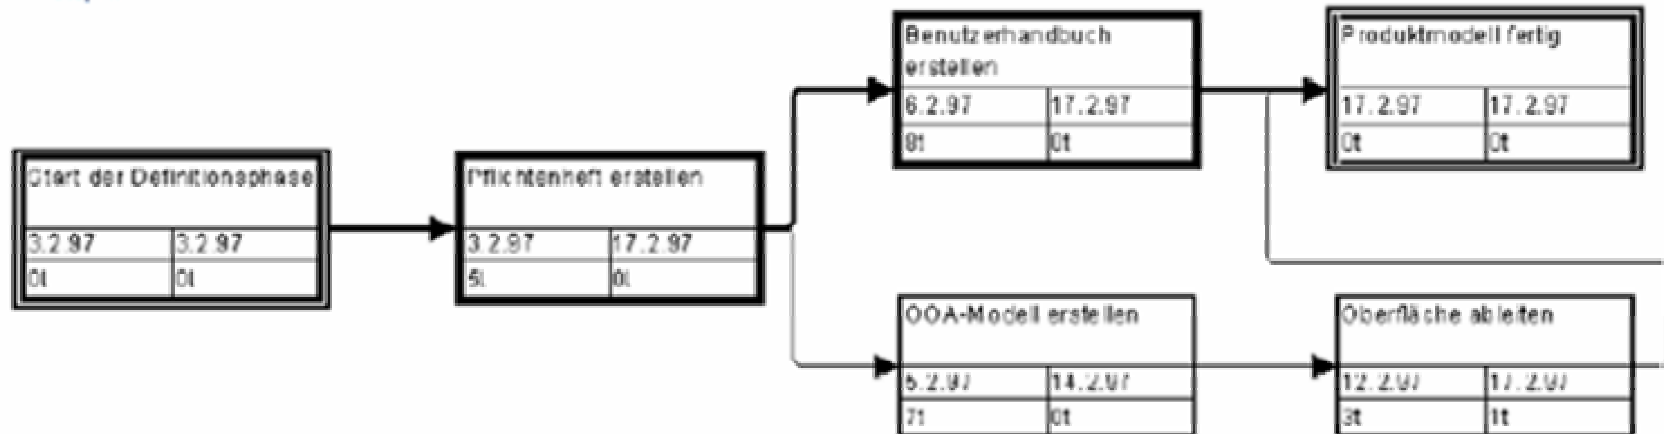 Start der Definitionsphase
3.2.97 3.2.97
0t 0t
Pflichtenheft erstellen
3.2.97 17.2.97
5t 0t
Benutzerhandbuch
erstellen
6.2.97 17.2.97
0t
Produktmodell fertig
17.2.97 17.2.97
0t 0t
OOA-Modell erstellen
5.2.97 14.2.97
7t 0t
Oberfläche ableiten
12.2.97 17.2.97
3t 1t